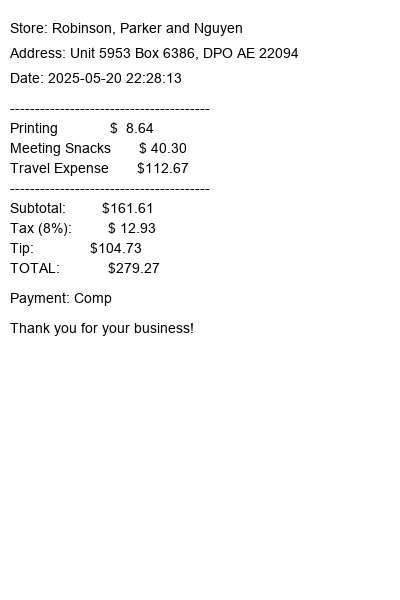 Store: Robinson, Parker and Nguyen
Address: Unit 5953 Box 6386, DPO AE 22094
Date: 2025-05-20 22:28:13
----------------------------------------
Printing $ 8.64
Meeting Snacks $ 40.30
Travel Expense $112.67
----------------------------------------
Subtotal: $161.61
Tax (8%): $ 12.93
Tip: $104.73
TOTAL: $279.27
Payment: Comp
Thank you for your business!